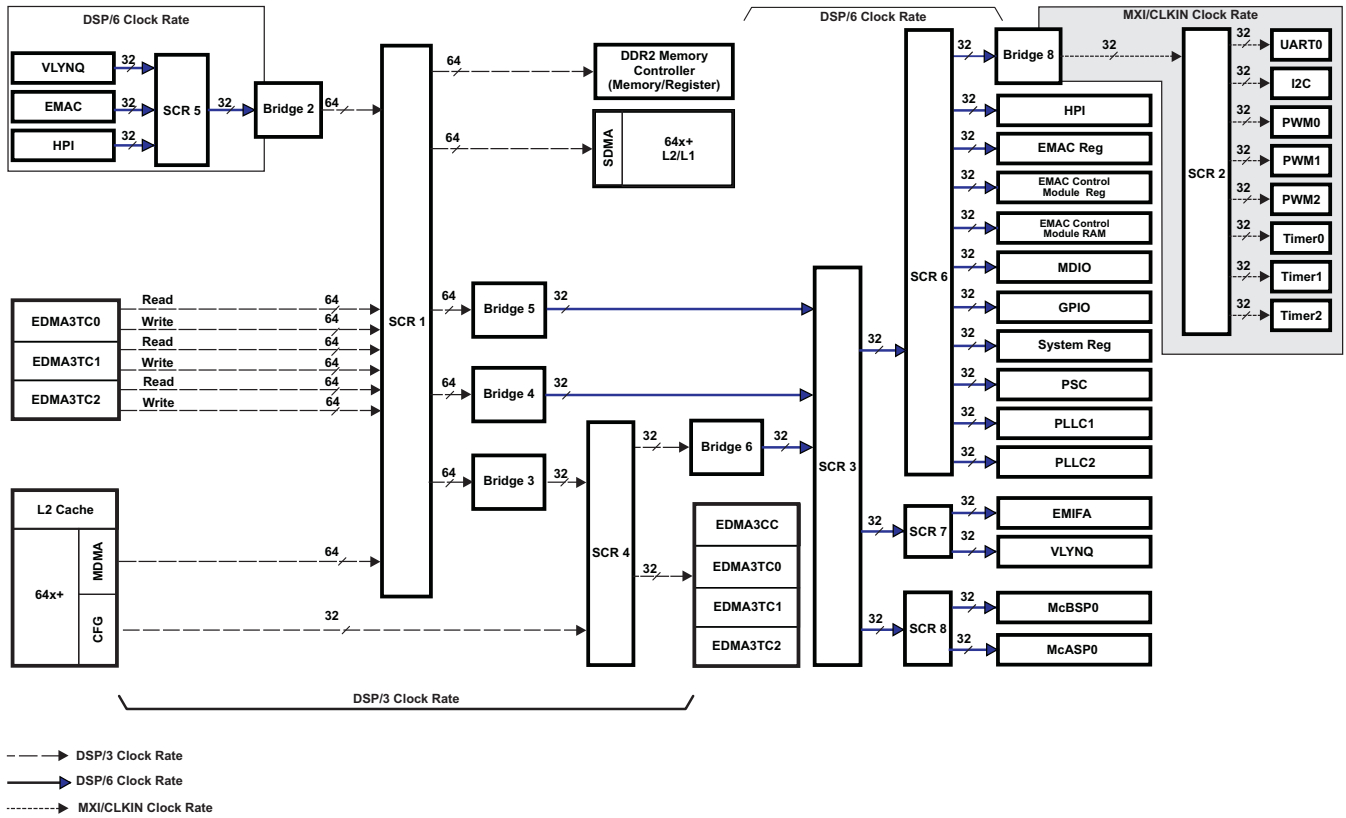 DSP/6 Clock Rate
VLYNQ
32
EMAC
32
HPI
32
SCR 5
32
Bridge 2
64
EDMA3TC0
EDMA3TC1
EDMA3TC2
Read
64
Write
64
Read
64
Write
64
Read
64
Write
64
L2 Cache
64x+
MDMA
CFG
64
32
SCR 1
64
DDR2 Memory
Controller
(Memory/Register)
64
SDMA
64x+
L2/L1
64
Bridge 5
32
64
Bridge 4
32
64
Bridge 3
32
SCR 4
32
Bridge 6
32
32
EDMA3CC
EDMA3TC0
EDMA3TC1
EDMA3TC2
SCR 3
32
32
32
DSP/6 Clock Rate
SCR 6
32
Bridge 8
32
32
HPI
32
EMAC Reg
32
EMAC Control
Module Reg
32
EMAC Control
Module RAM
32
MDIO
32
GPIO
32
System Reg
32
PSC
32
PLLC1
32
PLLC2
SCR 7
32
EMIFA
32
VLYNQ
SCR 8
32
McBSP0
32
McASP0
MXI/CLKIN Clock Rate
SCR 2
32
UART0
32
I2C
32
PWM0
32
PWM1
32
PWM2
32
Timer0
32
Timer1
32
Timer2
DSP/3 Clock Rate
DSP/3 Clock Rate
DSP/6 Clock Rate
MXI/CLKIN Clock Rate